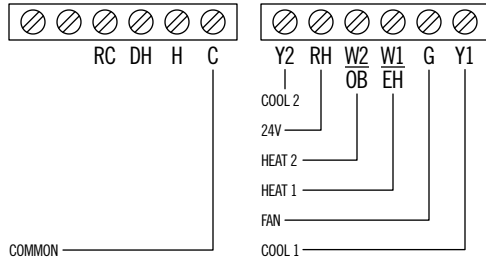 RC DH H C
Y2 RH W2 W1 G Y1
OB EH
COOL 2
24V
HEAT 2
HEAT 1
FAN
COMMON
COOL 1